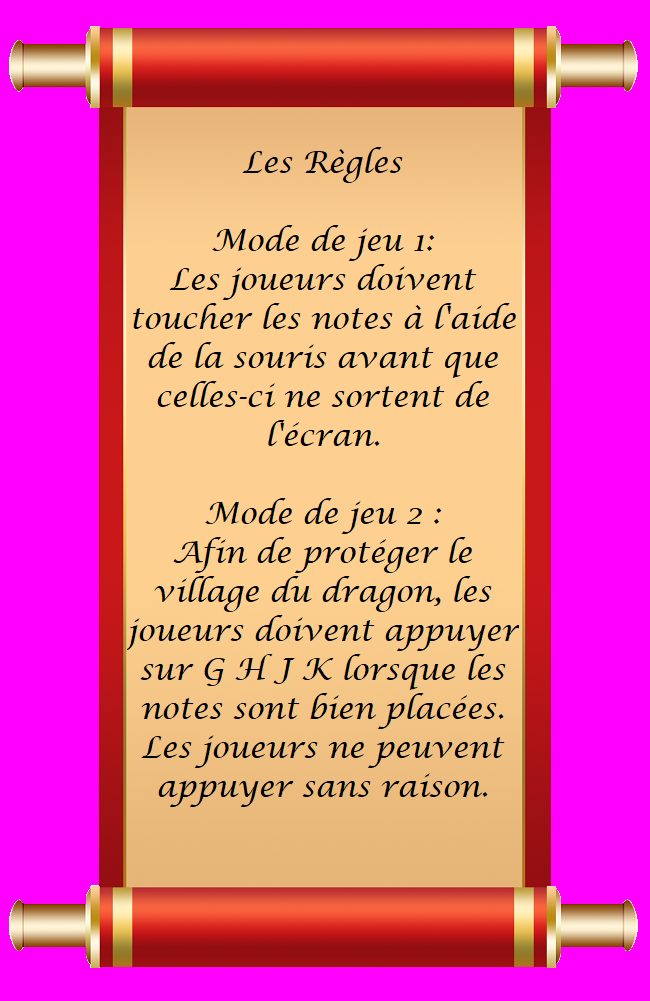 Les Règles
Mode de jeu 1:
Les joueurs doivent
toucher les notes à l'aide
de la souris avant que
celles-ci ne sortent de
l'écran.
Mode de jeu 2 :
Afin de protéger le
village du dragon, les
joueurs doivent appuyer
sur G H J K lorsque les
notes sont bien placées.
Les joueurs ne peuvent
appuyer sans raison.